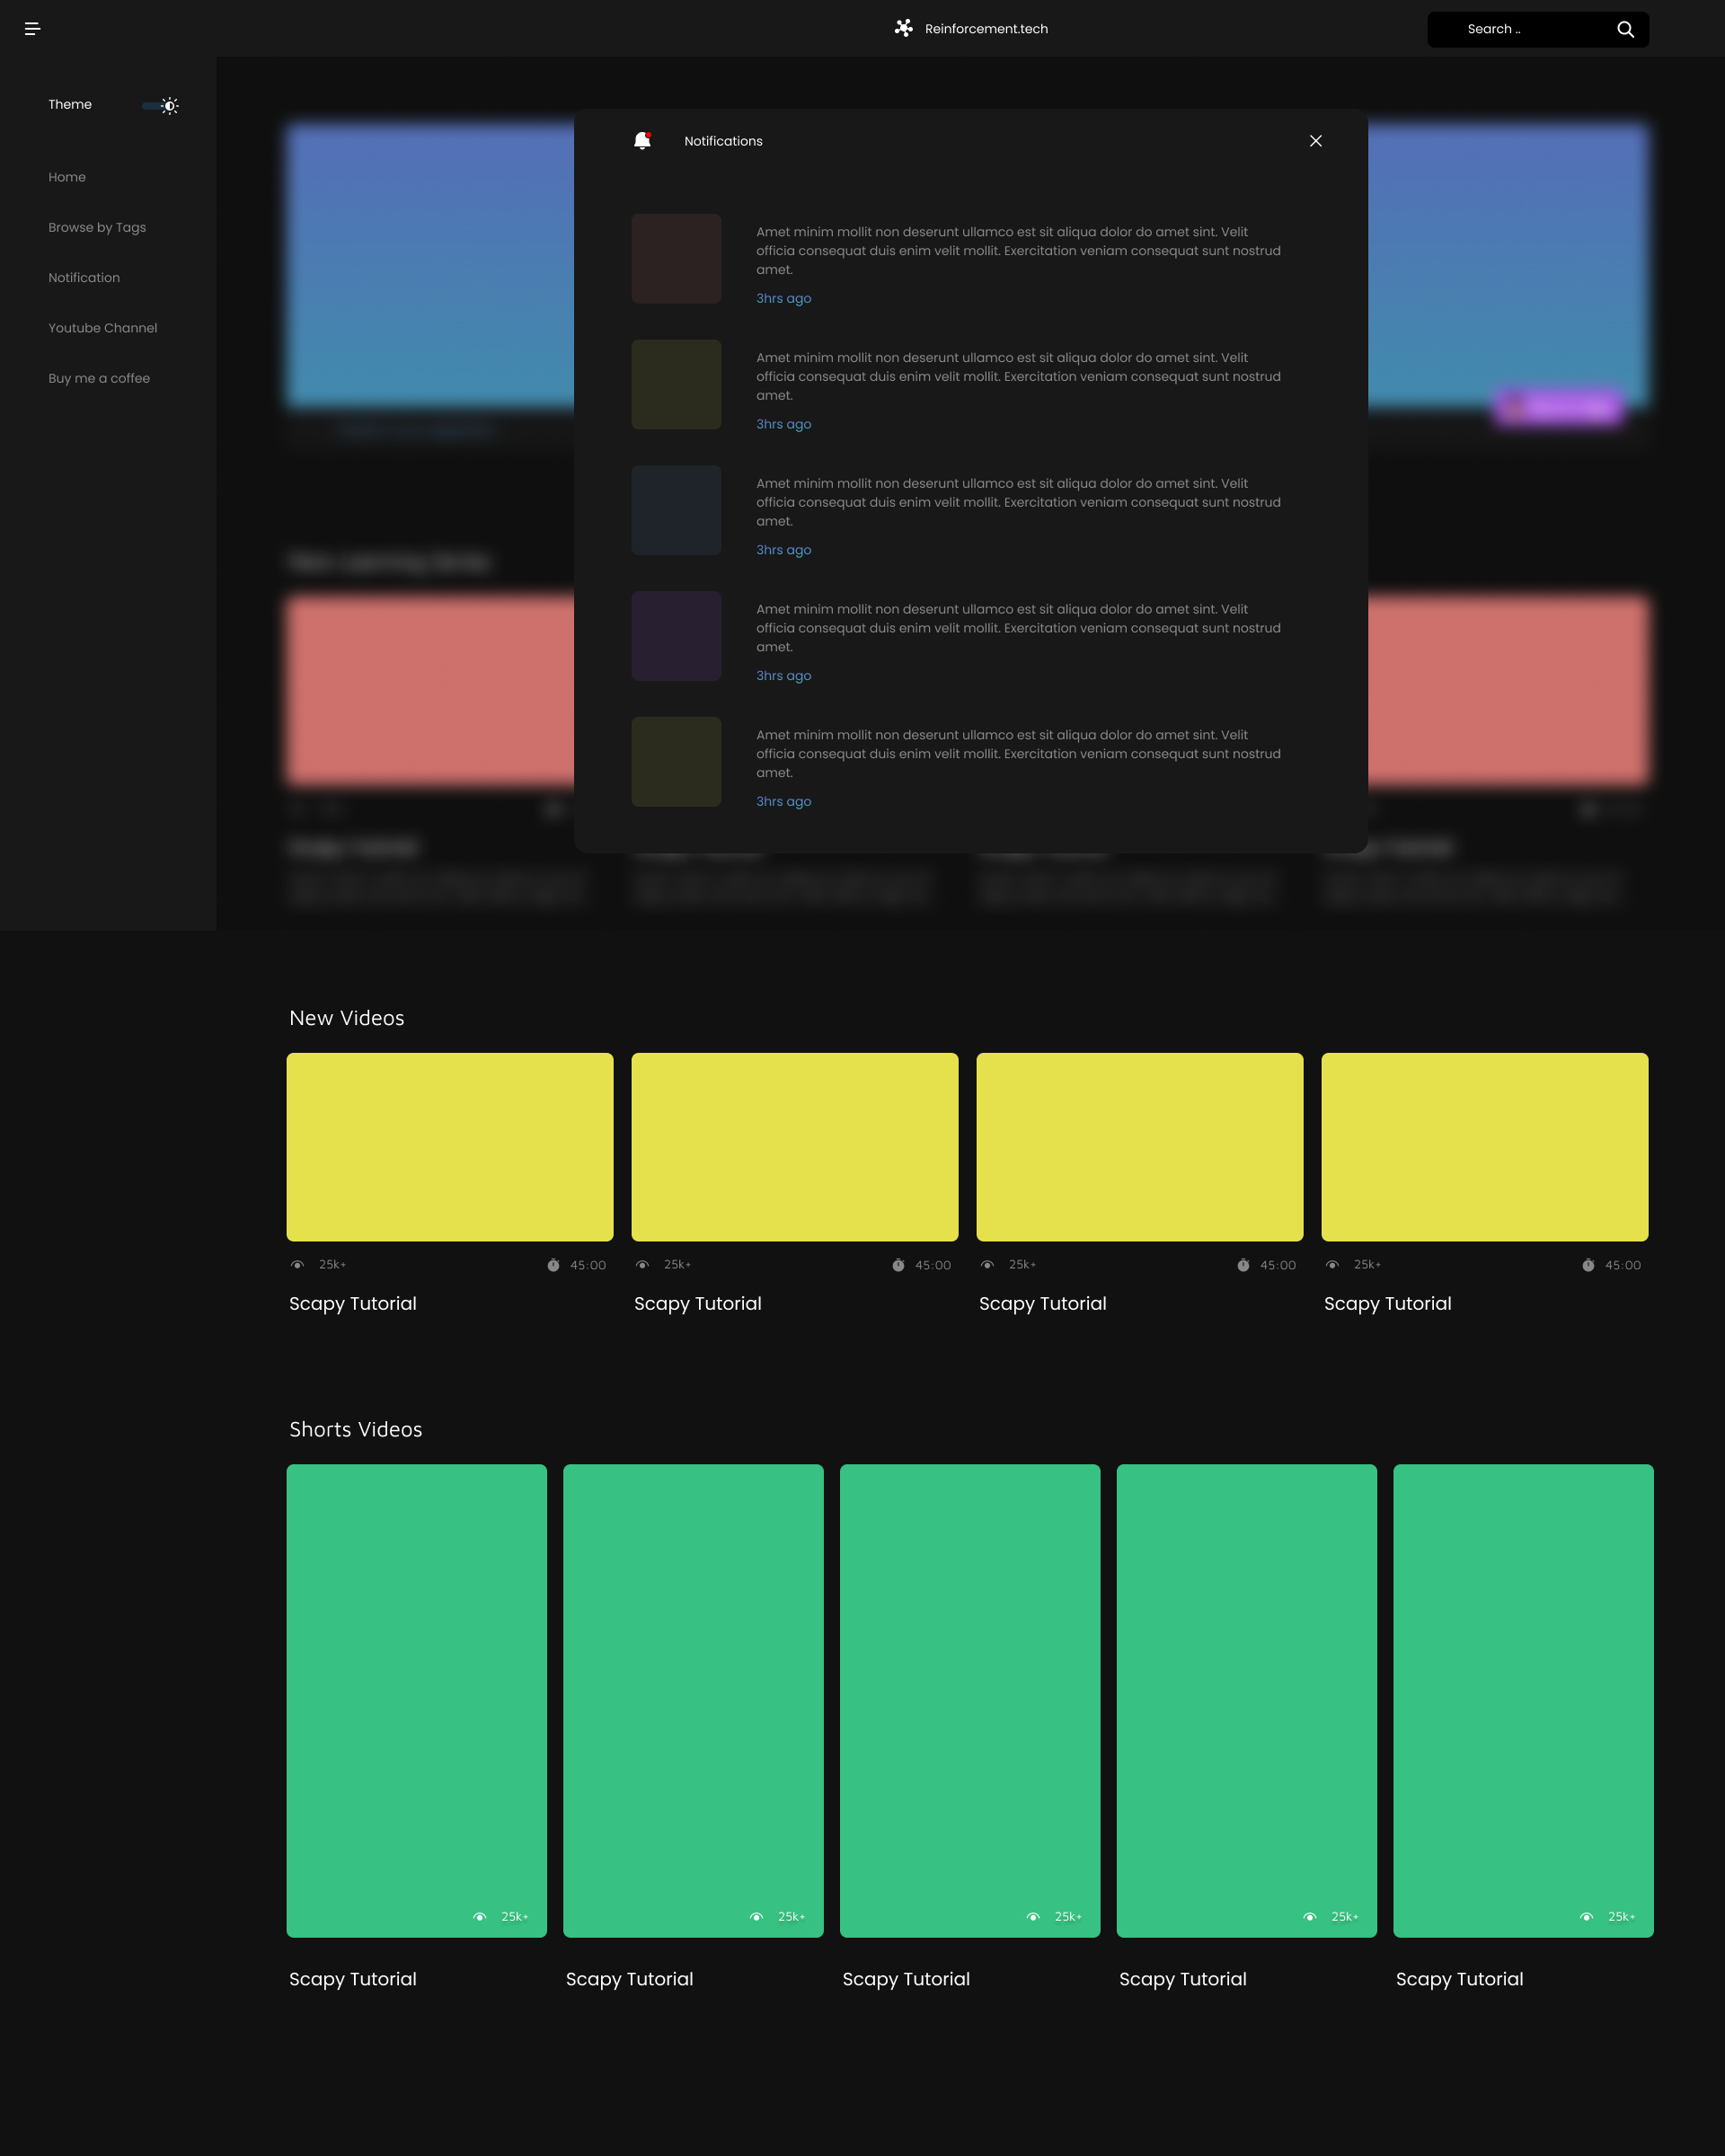 Reinforcement.tech
Search ..
Theme
Home
Browse by Tags
Notification
Youtube Channel
Buy me a coffee
Notifications
Amet minim mollit non deserunt ullamco est sit aliqua dolor do amet sint. Velit
officia consequat duis enim velit mollit. Exercitation veniam consequat sunt nostrud
amet.
3hrs ago
Amet minim mollit non deserunt ullamco est sit aliqua dolor do amet sint. Velit
officia consequat duis enim velit mollit. Exercitation veniam consequat sunt nostrud
amet.
3hrs ago
Amet minim mollit non deserunt ullamco est sit aliqua dolor do amet sint. Velit
officia consequat duis enim velit mollit. Exercitation veniam consequat sunt nostrud
amet.
3hrs ago
Amet minim mollit non deserunt ullamco est sit aliqua dolor do amet sint. Velit
officia consequat duis enim velit mollit. Exercitation veniam consequat sunt nostrud
amet.
3hrs ago
Amet minim mollit non deserunt ullamco est sit aliqua dolor do amet sint. Velit
officia consequat duis enim velit mollit. Exercitation veniam consequat sunt nostrud
amet.
3hrs ago
New Videos
25k+ 45:00 25k+ 45:00 25k+ 45:00 25k+ 45:00
Scapy Tutorial Scapy Tutorial Scapy Tutorial Scapy Tutorial
Shorts Videos
25k+ 25k+ 25k+ 25k+ 25k+
Scapy Tutorial Scapy Tutorial Scapy Tutorial Scapy Tutorial Scapy Tutorial